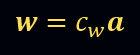 w = c_w a